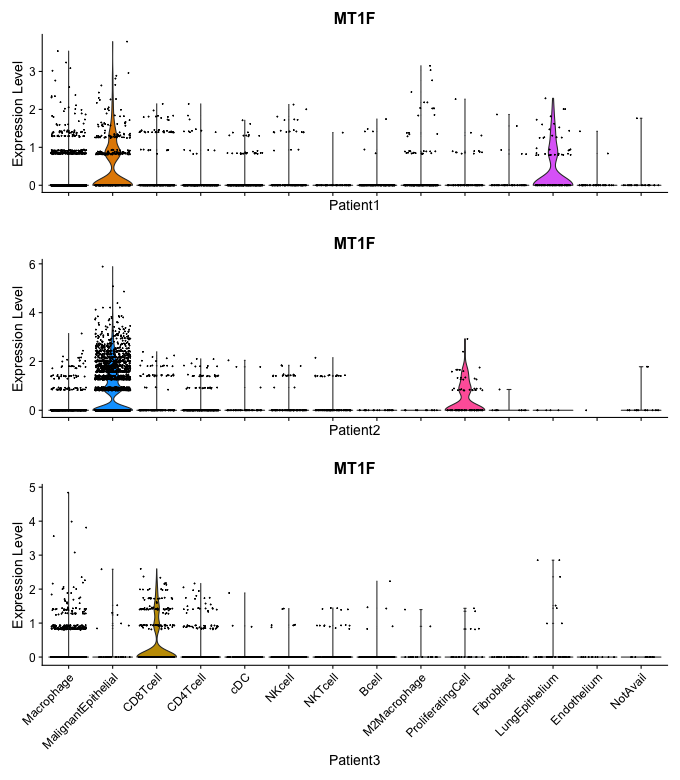 MT1F
Expression Level
3
2
1
0
Patient1
MT1F
Expression Level
6
4
2
0
Patient2
MT1F
Expression Level
5
4
3
2
1
0
Macrophage
MalignantEpithelial
CD8Tcell
CD4Tcell
cDC
NKcell
NKTcell
Bcell
M2Macrophage
ProliferatingCell
Fibroblast
LungEpithelium
Endothelium
NotAvail
Patient3